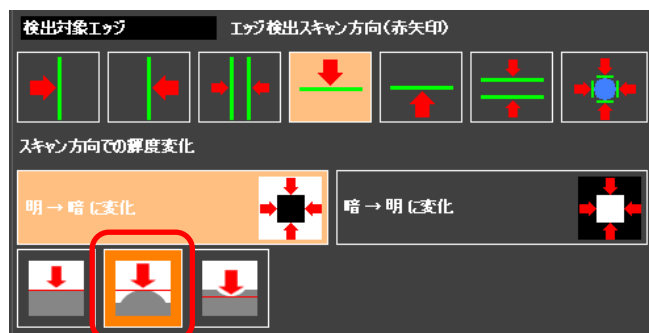 検出対象エッジ エッジ検出スキャン方向(赤矢印)
スキャン方向での輝度変化
明→暗に変化 暗→明に変化